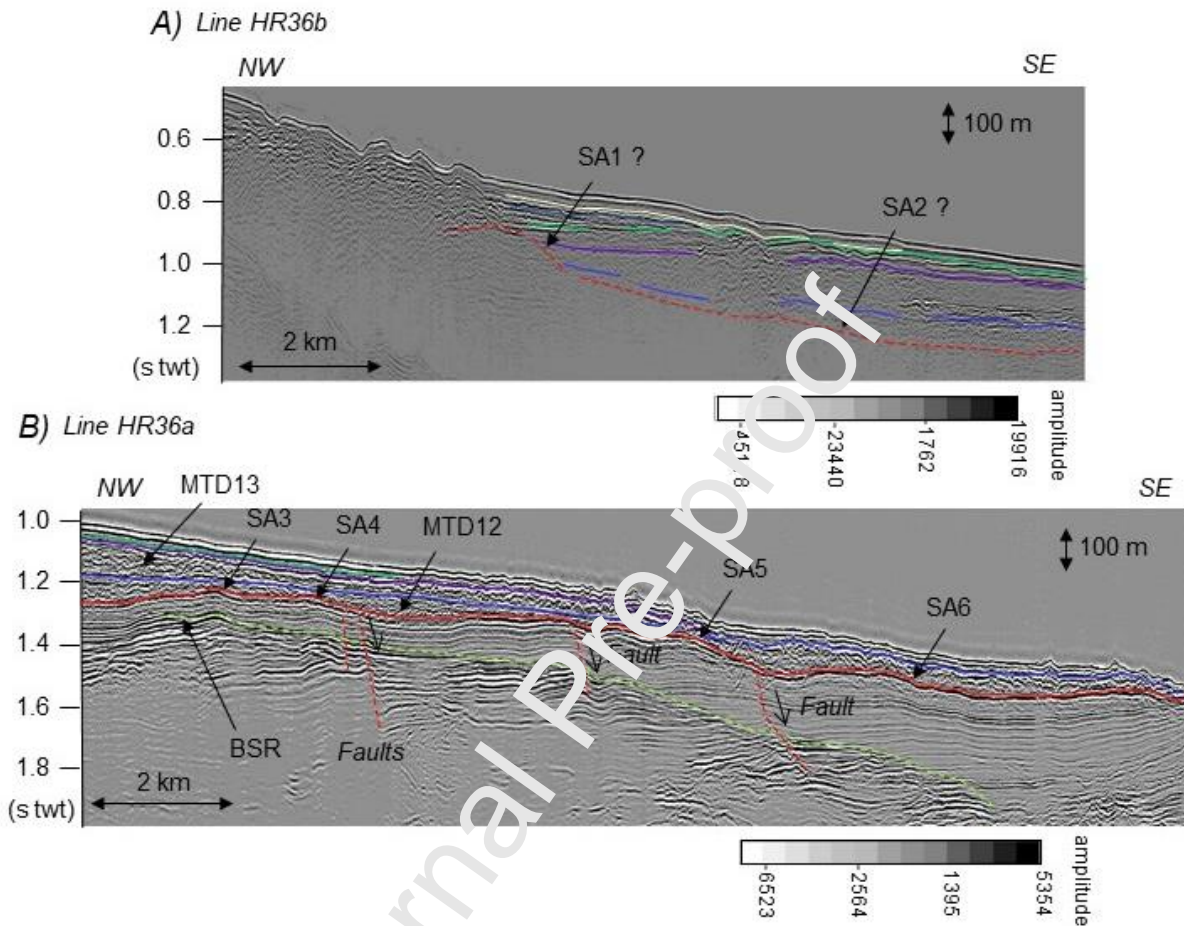 A) Line HR36b
NW
SE
100 m
SA1 ?
SA2 ?
0.6
0.8
1.0
1.2
(s twt)
2 km
amplitude
-23440
-1762
19916
B) Line HR36a
NW
SE
MTD13
SA3
SA4
MTD12
SA5
SA6
100 m
1.0
1.2
1.4
1.6
1.8
(s twt)
BSR
Faults
Fault
2 km
amplitude
-6523
-2564
1395
5354
rnal Pre-proof